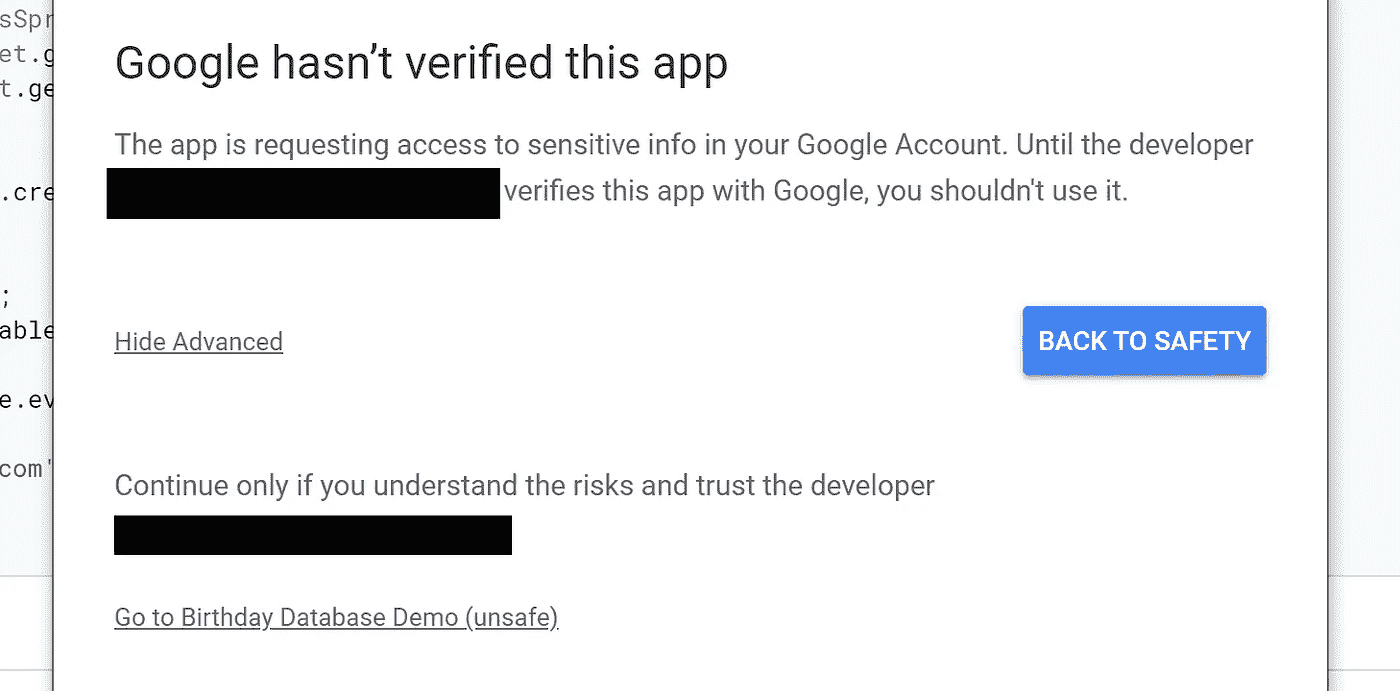 sSpr
et.g
t.ge
.cre
;
able
e.ev
com'
Google hasn’t verified this app
The app is requesting access to sensitive info in your Google Account. Until the developer
verifies this app with Google, you shouldn't use it.
Hide Advanced
BACK TO SAFETY
Continue only if you understand the risks and trust the developer
Go to Birthday Database Demo (unsafe)